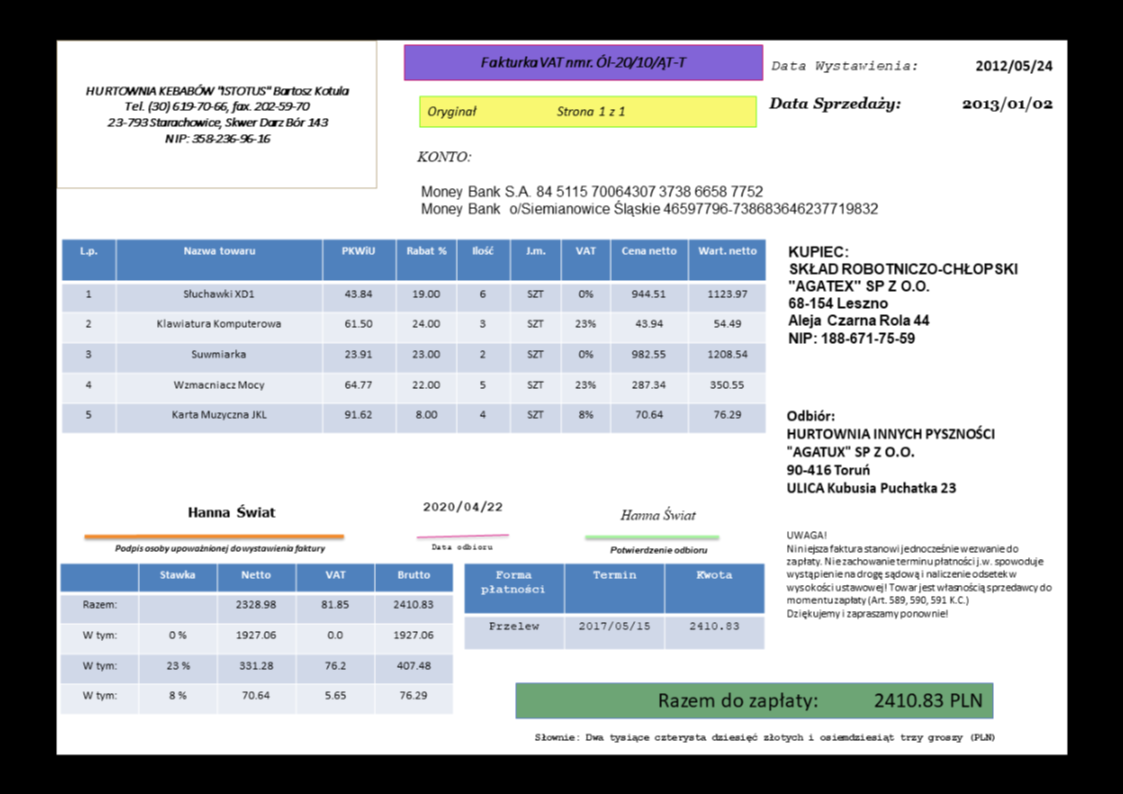 HURTOWNIA KEBABÓW "ISTOTUS" Bartosz Kotula
Tel. (30) 619-70-66, fax. 202-59-70
23-793 Starachowice, Skwer Darz Bór 143
NIP: 358-236-96-16
Fakturka VAT nmr. Ól-20/10/ĄT-T
Oryginał Strona 1 z 1
Data Wystawienia: 2012/05/24
Data Sprzedaży: 2013/01/02
KONTO:
Money Bank S.A. 84 5115 70064307 3738 6658 7752
Money Bank o/Siemianowice Śląskie 46597796-738683646237719832
L.p. Nazwa towaru PKWiU Rabat % Ilość J.m. VAT Cena netto Wart. netto
1 Słuchawki XD1 43.84 19.00 6 SZT 0% 944.51 1123.97
2 Klawiatura Komputerowa 61.50 24.00 3 SZT 23% 43.94 54.49
3 Suwmiarka 23.91 23.00 2 SZT 0% 982.55 1208.54
4 Wzmacniacz Mocy 64.77 22.00 5 SZT 23% 287.34 350.55
5 Karta Muzyczna JKL 91.62 8.00 4 SZT 8% 70.64 76.29
KUPIEC:
SKŁAD ROBOTNICZO-CHŁOPSKI
"AGATEX" SP Z O.O.
68-154 Leszno
Aleja Czarna Rola 44
NIP: 188-671-75-59
Odbiór:
HURTOWNIA INNYCH PYSZNOŚCI
"AGATUX" SP Z O.O.
90-416 Toruń
ULICA Kubusia Puchatka 23
Hanna Świat
Podpis osoby upoważnionej do wystawienia faktury
2020/04/22
Data odbioru
Hanna Świat
Potwierdzenie odbioru
UWAGA!
Niniejsza faktura stanowi jednocześnie wezwanie do
zapłaty. Nie zachowanie terminu płatności j.w. spowoduje
wystąpienie na drogę sądową i naliczenie odsetek w
wysokości ustawowej! Towar jest własnością sprzedawcy do
momentu zapłaty (Art. 589, 590, 591 K.C.)
Dziękujemy i zapraszamy ponownie!
Stawka Netto VAT Brutto
Razem: 2328.98 81.85 2410.83
W tym: 0 % 1927.06 0.0 1927.06
W tym: 23 % 331.28 76.2 407.48
W tym: 8 % 70.64 5.65 76.29
Forma płatności Termin Kwota
Przelew 2017/05/15 2410.83
Razem do zapłaty: 2410.83 PLN
Słownie: Dwa tysiące czterysta dziesięć złotych i osiemdziesiąt trzy groszy (PLN)